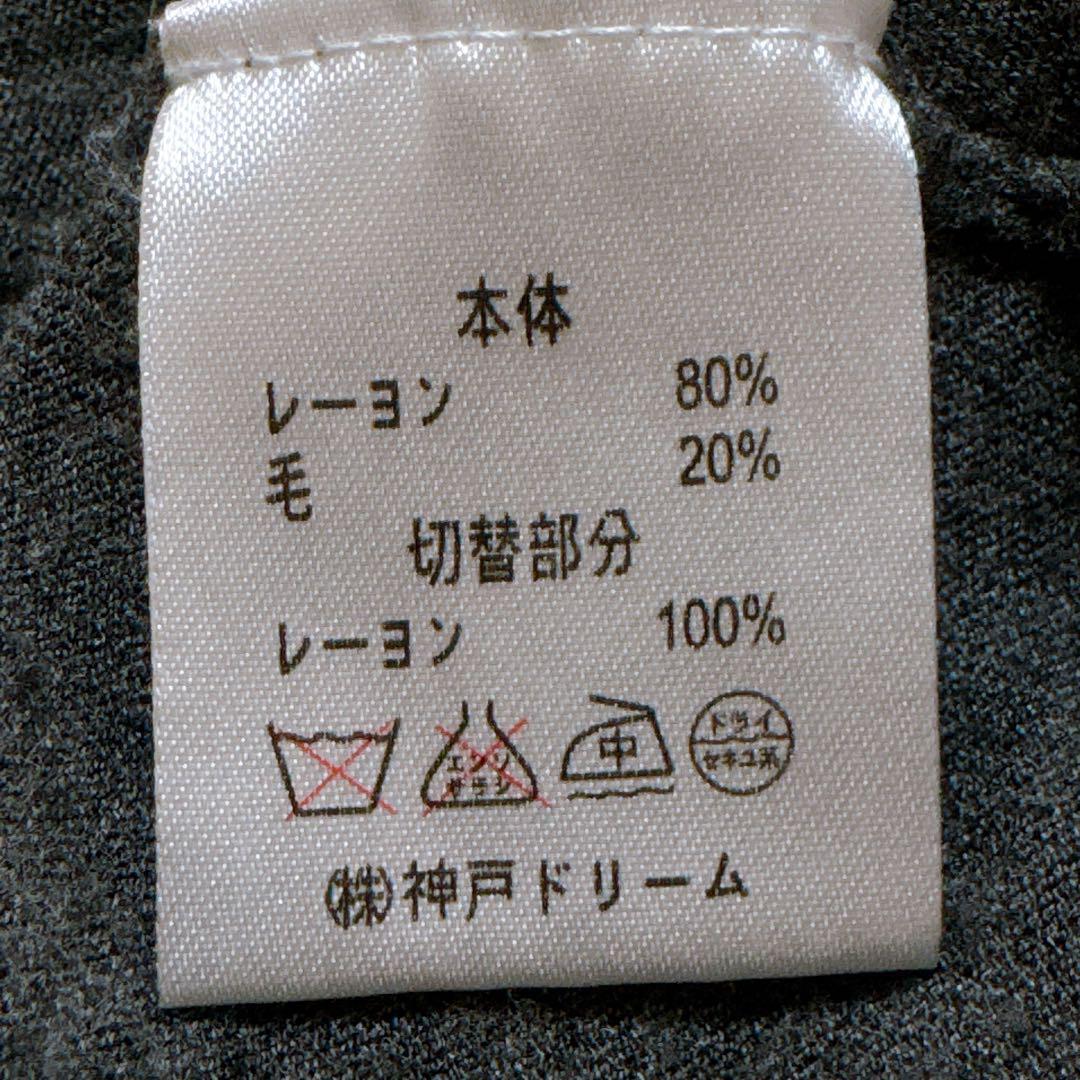 本体
レーヨン 80%
毛 20%
切替部分
レーヨン 100%
エンソ
サラシ
中
ドライ
セキユ系
(株)神戸ドリーム